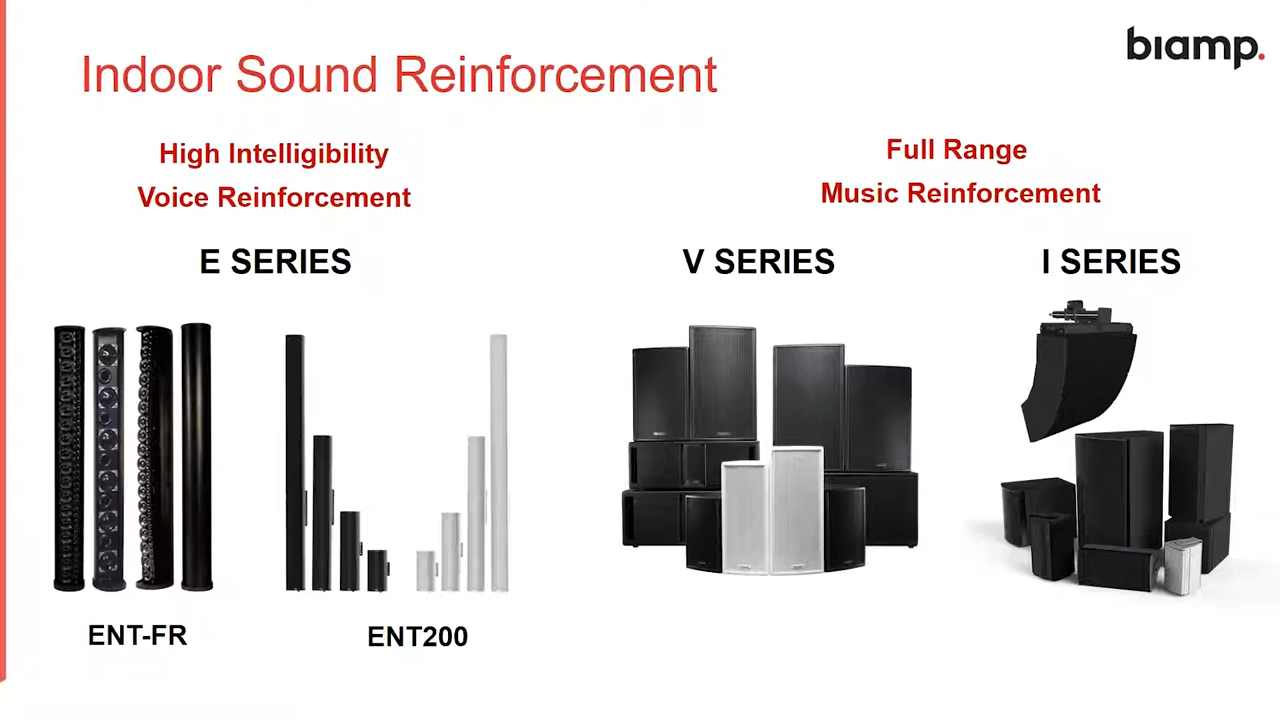 biamp.
Indoor Sound Reinforcement
High Intelligibility
Voice Reinforcement
Full Range
Music Reinforcement
E SERIES
V SERIES
I SERIES
ENT-FR
ENT200